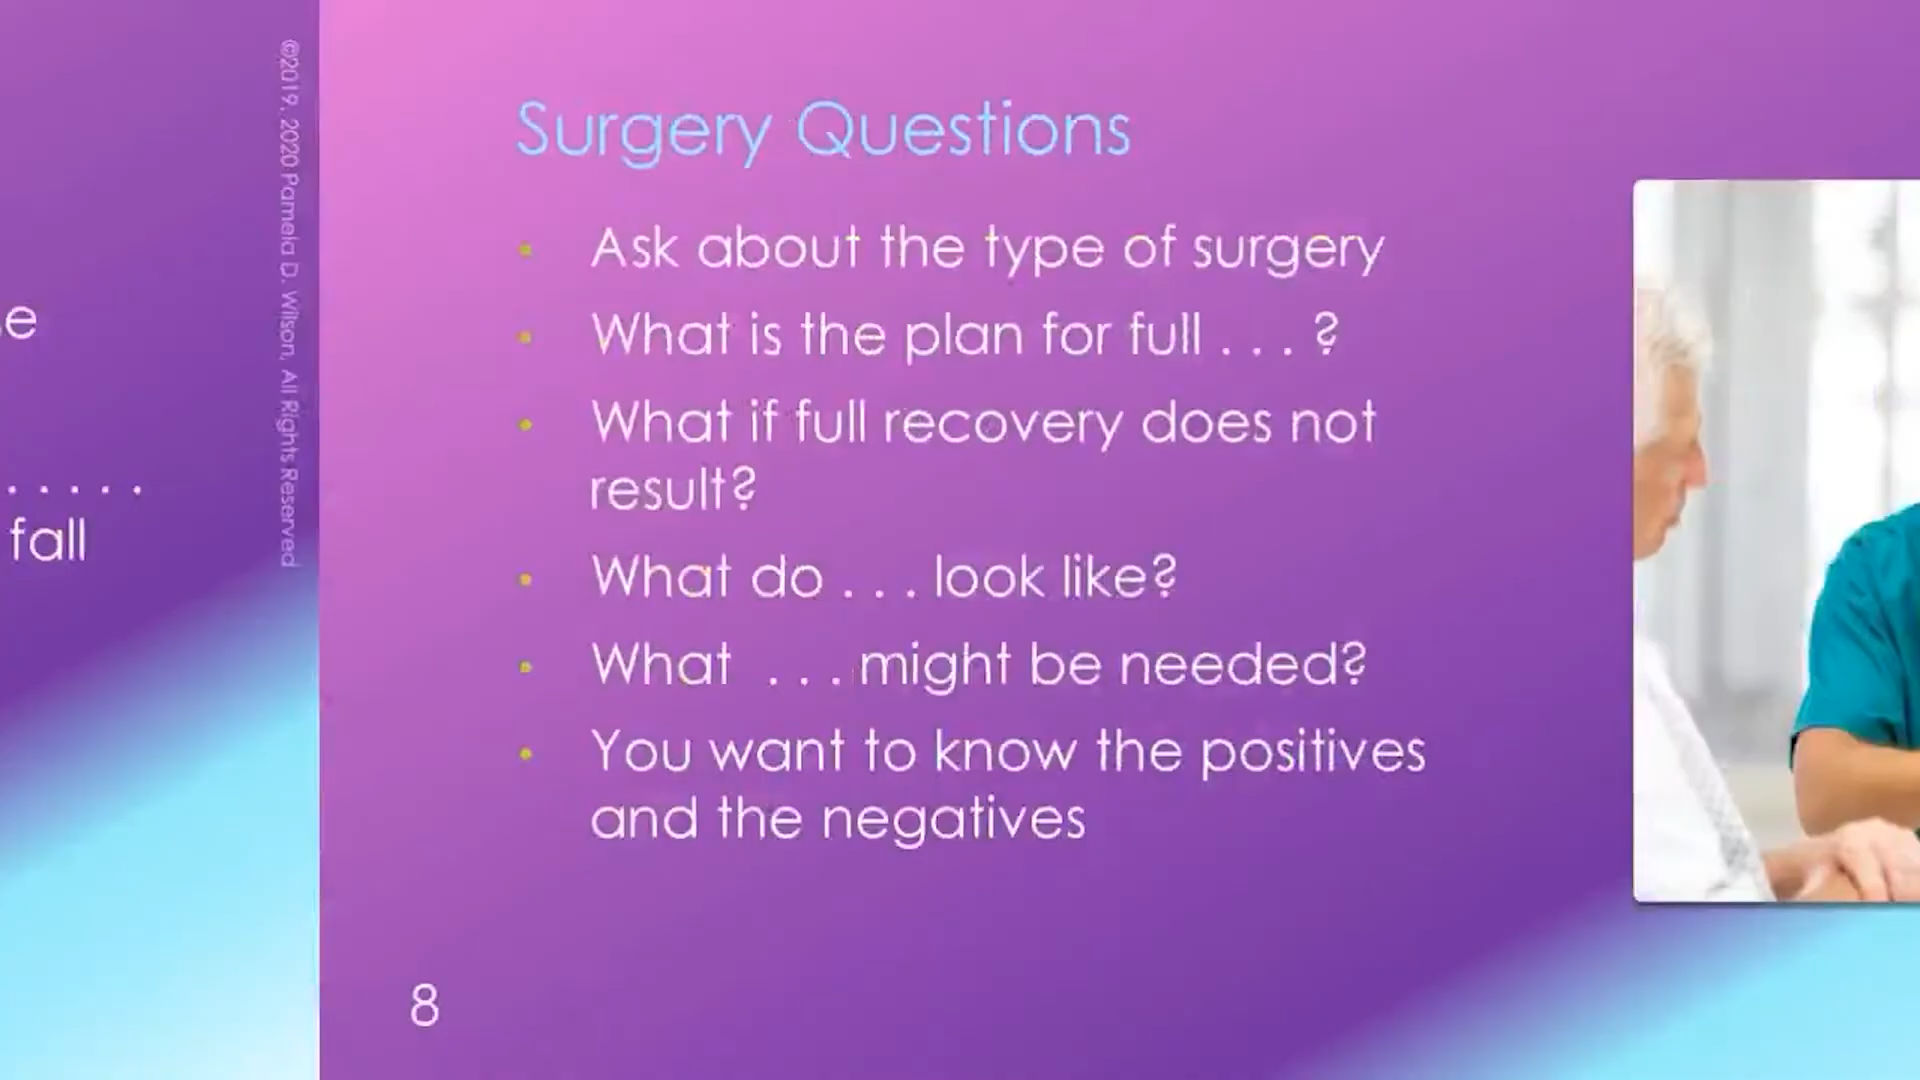 e
. . . . .
fall
©2019, 2020 Pamela D. Wilson, All Rights Reserved
Surgery Questions
• Ask about the type of surgery
• What is the plan for full . . . ?
• What if full recovery does not
result?
• What do . . . look like?
• What . . . might be needed?
• You want to know the positives
and the negatives
8